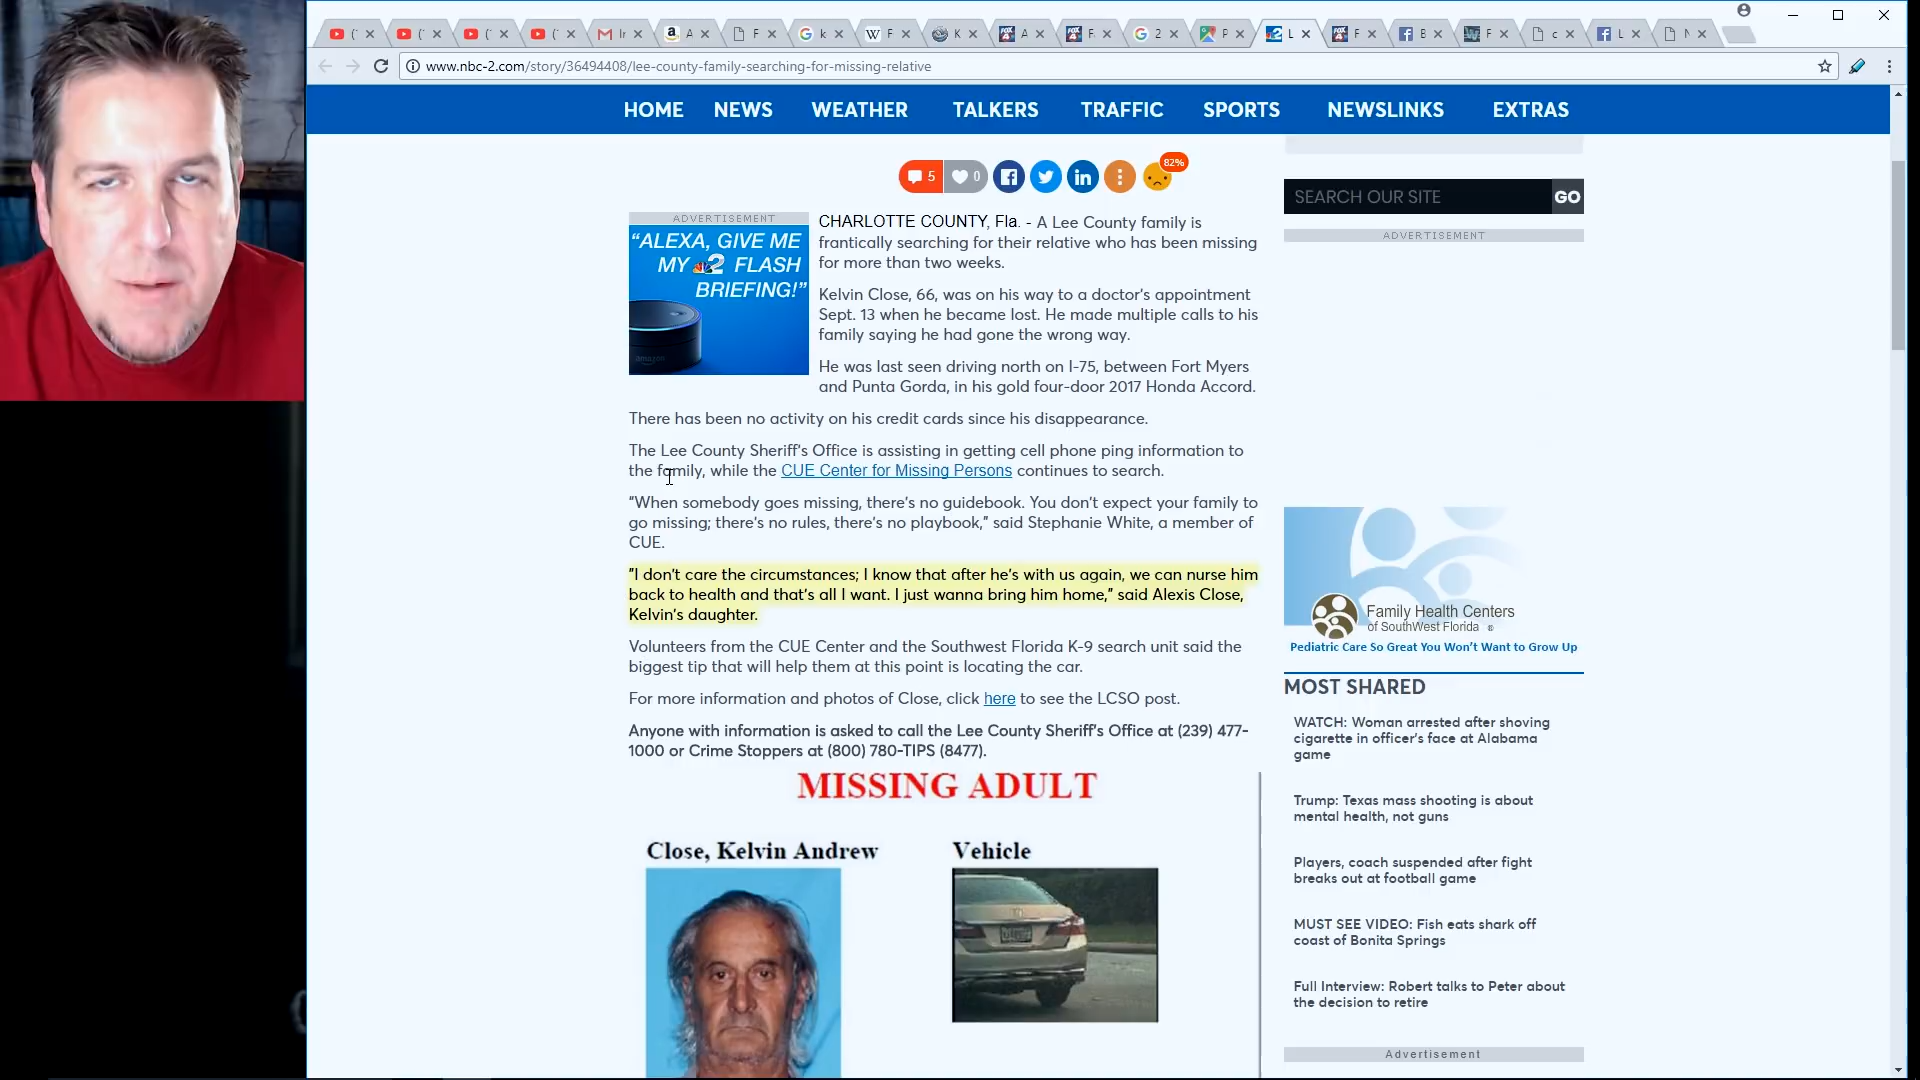 www.nbc-2.com/story/36494408/lee-county-family-searching-for-missing-relative
HOME NEWS WEATHER TALKERS TRAFFIC SPORTS NEWSLINKS EXTRAS
82%
5 0
ADVERTISEMENT
"ALEXA, GIVE ME
MY 2 FLASH
BRIEFING!"
amazon
CHARLOTTE COUNTY, Fla. - A Lee County family is
frantically searching for their relative who has been missing
for more than two weeks.
Kelvin Close, 66, was on his way to a doctor's appointment
Sept. 13 when he became lost. He made multiple calls to his
family saying he had gone the wrong way.
He was last seen driving north on I-75, between Fort Myers
and Punta Gorda, in his gold four-door 2017 Honda Accord.
There has been no activity on his credit cards since his disappearance.
The Lee County Sheriff's Office is assisting in getting cell phone ping information to
the family, while the CUE Center for Missing Persons continues to search.
"When somebody goes missing, there's no guidebook. You don't expect your family to
go missing; there's no rules, there's no playbook," said Stephanie White, a member of
CUE.
"I don't care the circumstances; I know that after he's with us again, we can nurse him
back to health and that's all I want. I just wanna bring him home," said Alexis Close,
Kelvin's daughter.
Volunteers from the CUE Center and the Southwest Florida K-9 search unit said the
biggest tip that will help them at this point is locating the car.
For more information and photos of Close, click here to see the LCSO post.
Anyone with information is asked to call the Lee County Sheriff's Office at (239) 477-
1000 or Crime Stoppers at (800) 780-TIPS (8477).
MISSING ADULT
Close, Kelvin Andrew
Vehicle
SEARCH OUR SITE GO
ADVERTISEMENT
Family Health Centers
of SouthWest Florida ®
Pediatric Care So Great You Won't Want to Grow Up
MOST SHARED
WATCH: Woman arrested after shoving
cigarette in officer's face at Alabama
game
Trump: Texas mass shooting is about
mental health, not guns
Players, coach suspended after fight
breaks out at football game
MUST SEE VIDEO: Fish eats shark off
coast of Bonita Springs
Full Interview: Robert talks to Peter about
the decision to retire
Advertisement